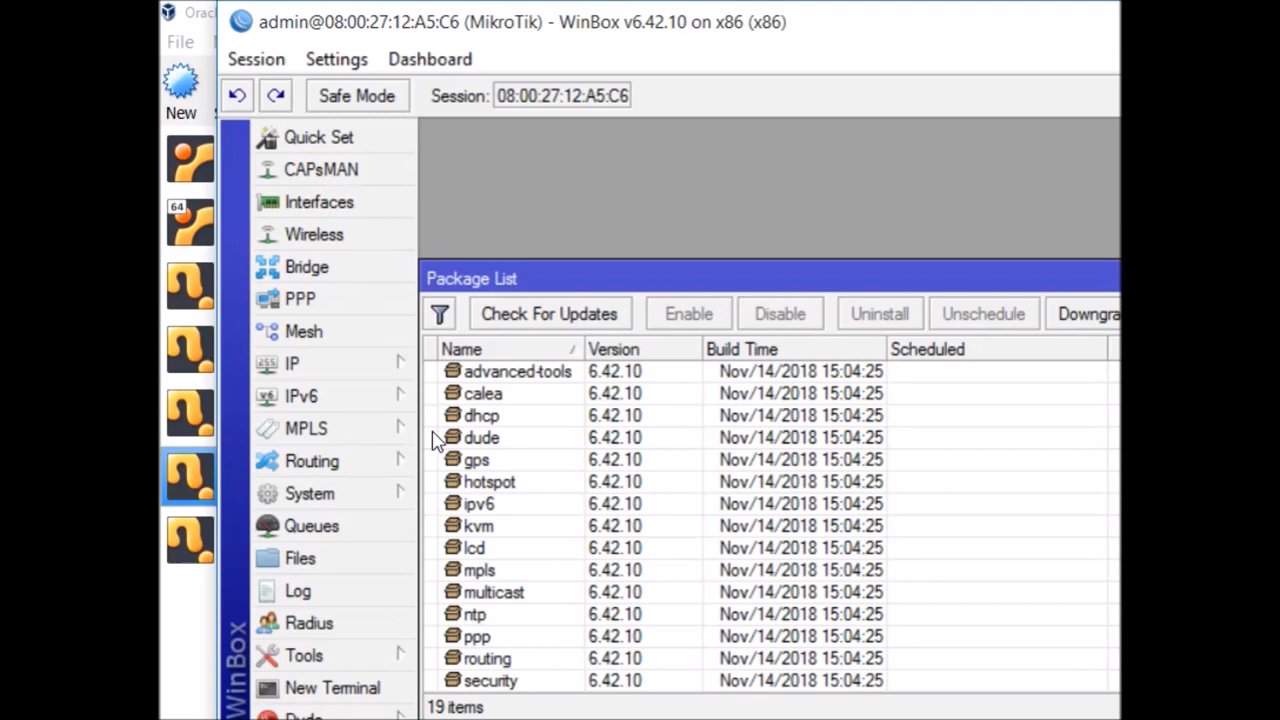 Orac
File
New
64
admin@08:00:27:12:A5:C6 (MikroTik) - WinBox v6.42.10 on x86 (x86)
Session Settings Dashboard
Safe Mode Session: 08:00:27:12:A5:C6
Quick Set
CAPsMAN
Interfaces
Wireless
Bridge
PPP
Mesh
255 IP
v6 IPv6
MPLS
Routing
System
Queues
Files
Log
Radius
Tools
New Terminal
Dude
WinBox
Package List
Check For Updates Enable Disable Uninstall Unschedule Downgra
Name / Version Build Time Scheduled
advanced-tools 6.42.10 Nov/14/2018 15:04:25
calea 6.42.10 Nov/14/2018 15:04:25
dhcp 6.42.10 Nov/14/2018 15:04:25
dude 6.42.10 Nov/14/2018 15:04:25
gps 6.42.10 Nov/14/2018 15:04:25
hotspot 6.42.10 Nov/14/2018 15:04:25
ipv6 6.42.10 Nov/14/2018 15:04:25
kvm 6.42.10 Nov/14/2018 15:04:25
lcd 6.42.10 Nov/14/2018 15:04:25
mpls 6.42.10 Nov/14/2018 15:04:25
multicast 6.42.10 Nov/14/2018 15:04:25
ntp 6.42.10 Nov/14/2018 15:04:25
ppp 6.42.10 Nov/14/2018 15:04:25
routing 6.42.10 Nov/14/2018 15:04:25
security 6.42.10 Nov/14/2018 15:04:25
19 items